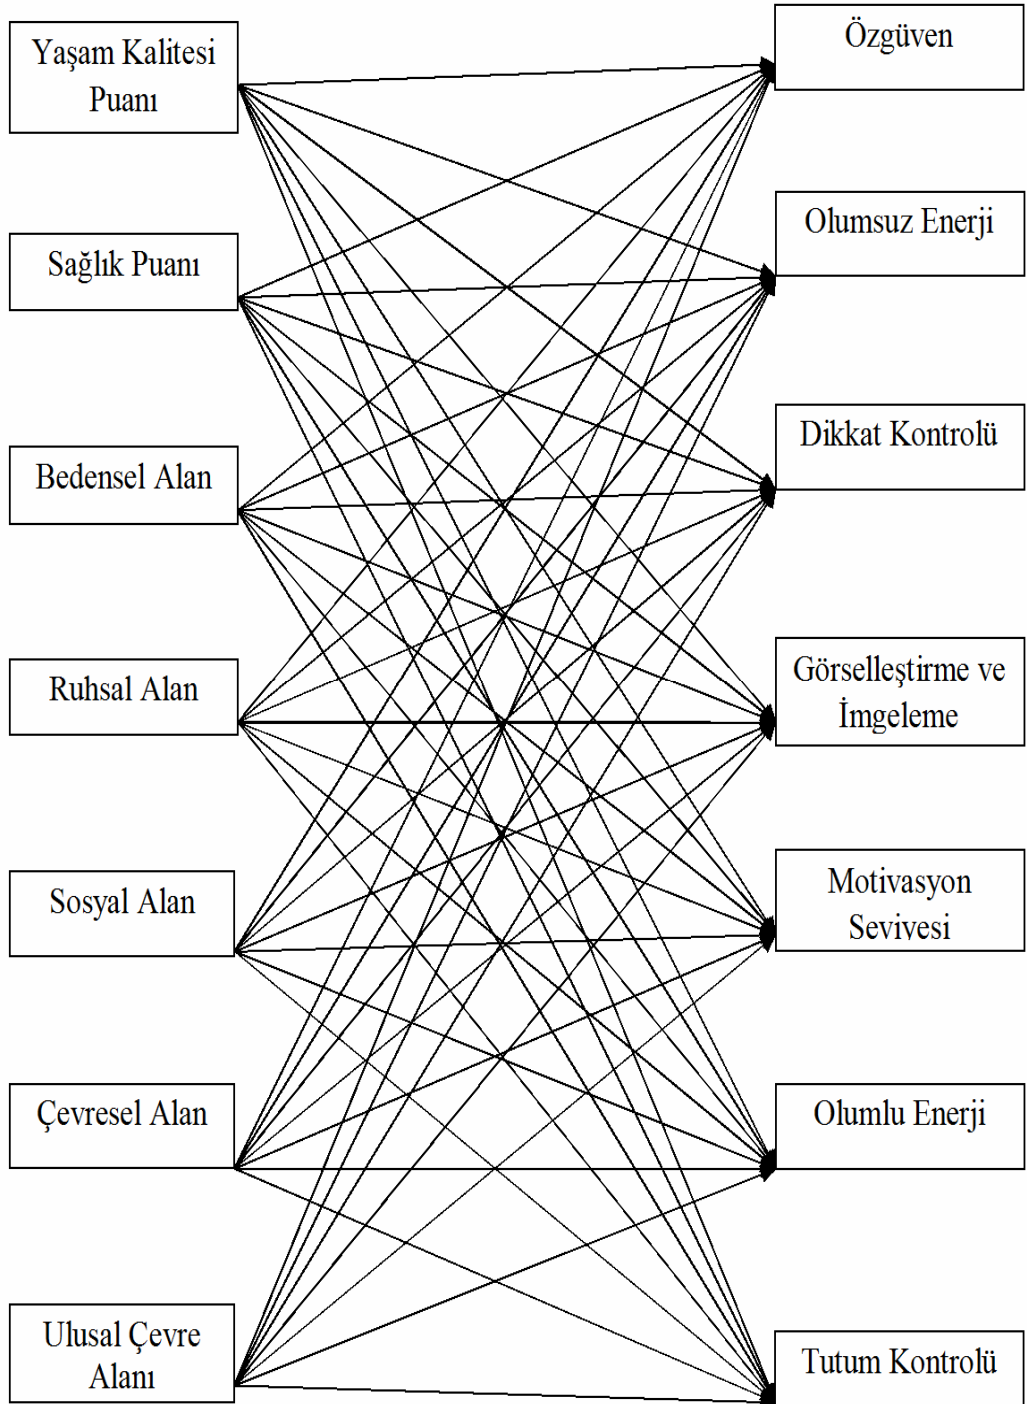 Yaşam Kalitesi
Puanı
Sağlık Puanı
Bedensel Alan
Ruhsal Alan
Sosyal Alan
Çevresel Alan
Ulusal Çevre
Alanı
Özgüven
Olumsuz Enerji
Dikkat Kontrolü
Görselleştirme ve
İmgeleme
Motivasyon
Seviyesi
Olumlu Enerji
Tutum Kontrolü